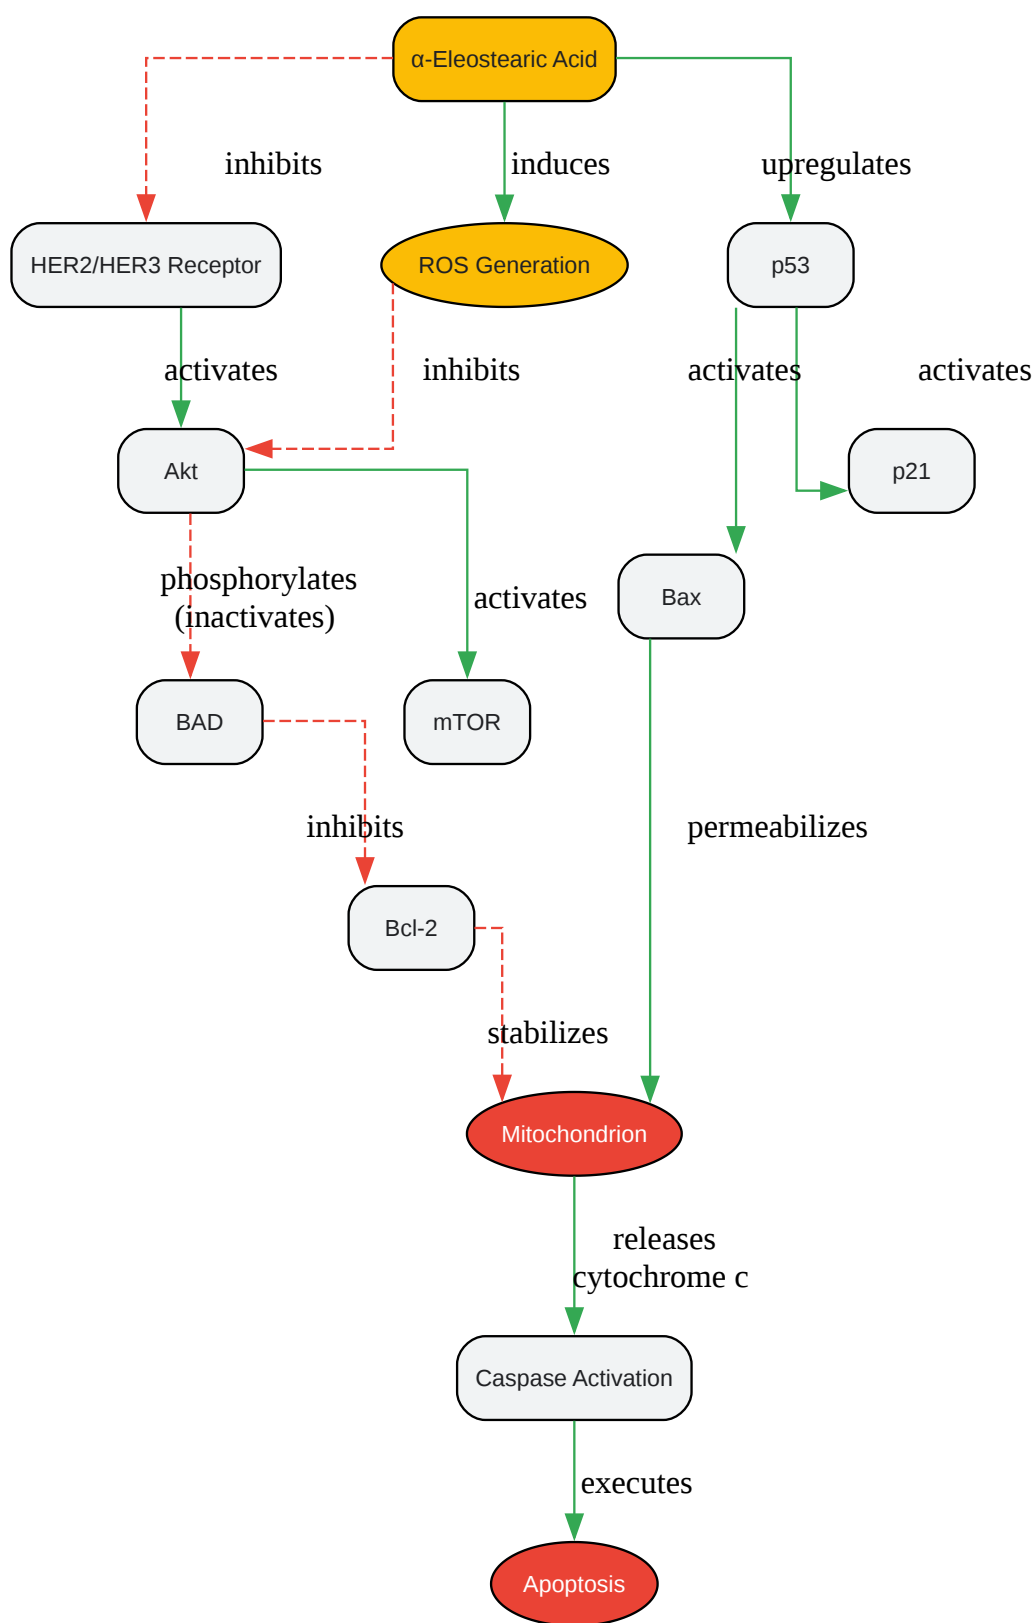 α-Eleostearic Acid
inhibits
induces
upregulates
HER2/HER3 Receptor
ROS Generation
p53
activates
inhibits
activates
activates
Akt
p21
phosphorylates
(inactivates)
activates
Bax
BAD
mTOR
inhibits
permeabilizes
Bcl-2
stabilizes
Mitochondrion
releases
cytochrome c
Caspase Activation
executes
Apoptosis